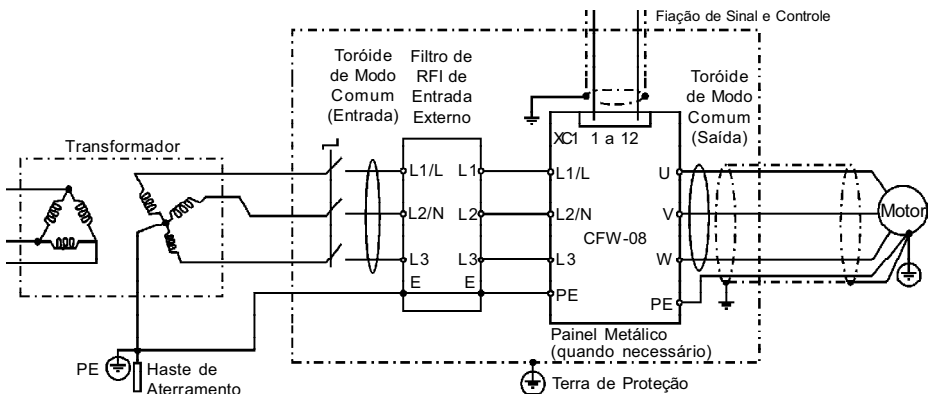 Fiação de Sinal e Controle
Toróide
de Modo
Comum
(Entrada)
Filtro de
RFI de
Entrada
Externo
Toróide
de Modo
Comum
(Saída)
XC1 1 a 12
Transformador
L1/L
L1
L1/L
U
L2/N
L2
L2/N
V
Motor
CFW-08
L3
L3
L3
W
E
E
PE
PE
Painel Metálico
(quando necessário)
PE
Haste de
Aterramento
Terra de Proteção